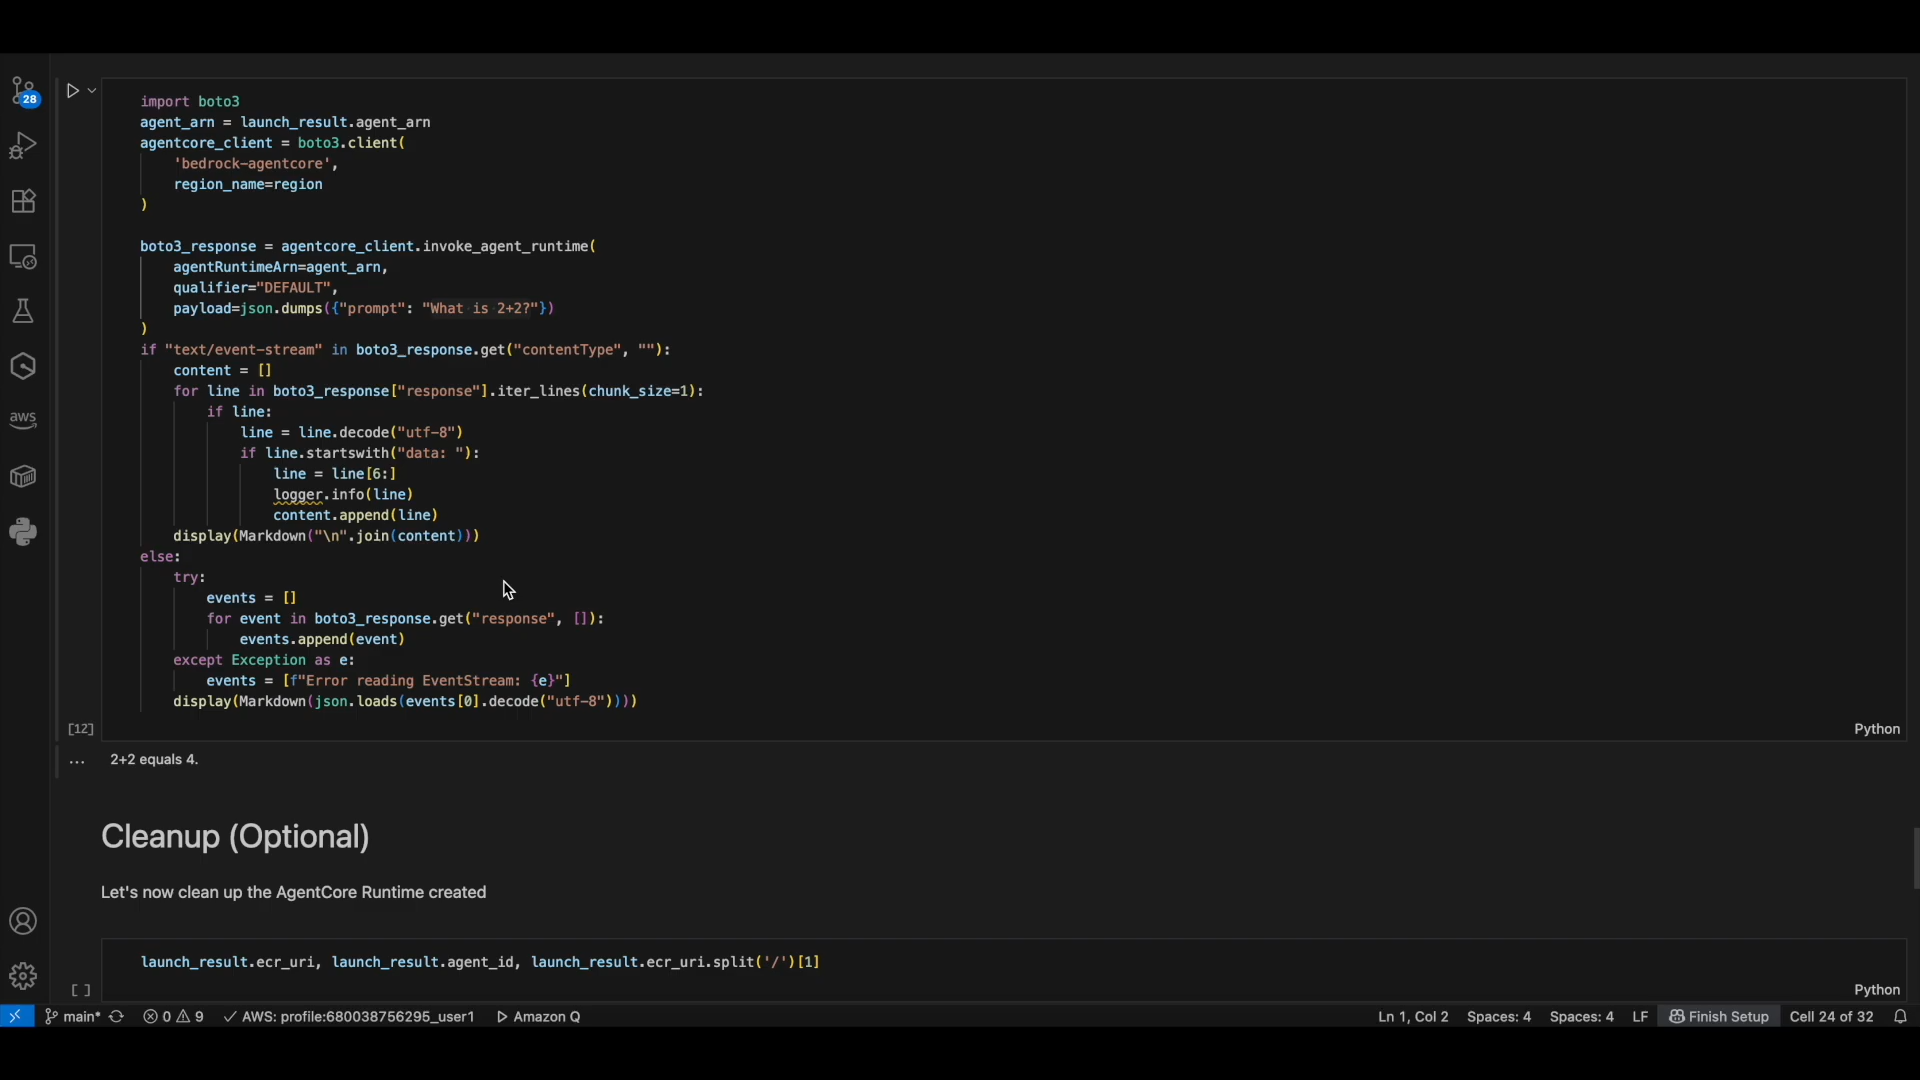 28
import boto3
agent_arn = launch_result.agent_arn
agentcore_client = boto3.client(
    'bedrock-agentcore',
    region_name=region
)
boto3_response = agentcore_client.invoke_agent_runtime(
    agentRuntimeArn=agent_arn,
    qualifier="DEFAULT",
    payload=json.dumps({"prompt": "What is 2+2?"})
)
if "text/event-stream" in boto3_response.get("contentType", ""):
    content = []
    for line in boto3_response["response"].iter_lines(chunk_size=1):
        if line:
            line = line.decode("utf-8")
            if line.startswith("data: "):
                line = line[6:]
                logger.info(line)
                content.append(line)
    display(Markdown("\n".join(content)))
else:
    try:
        events = []
        for event in boto3_response.get("response", []):
            events.append(event)
    except Exception as e:
        events = [f"Error reading EventStream: {e}"]
    display(Markdown(json.loads(events[0].decode("utf-8"))))
aws
[12]
Python
... 2+2 equals 4.
Cleanup (Optional)
Let's now clean up the AgentCore Runtime created
launch_result.ecr_uri, launch_result.agent_id, launch_result.ecr_uri.split('/')[1]
[ ]
Python
main* 0 9 AWS: profile:680038756295_user1 Amazon Q Ln 1, Col 2 Spaces: 4 Spaces: 4 LF Finish Setup Cell 24 of 32